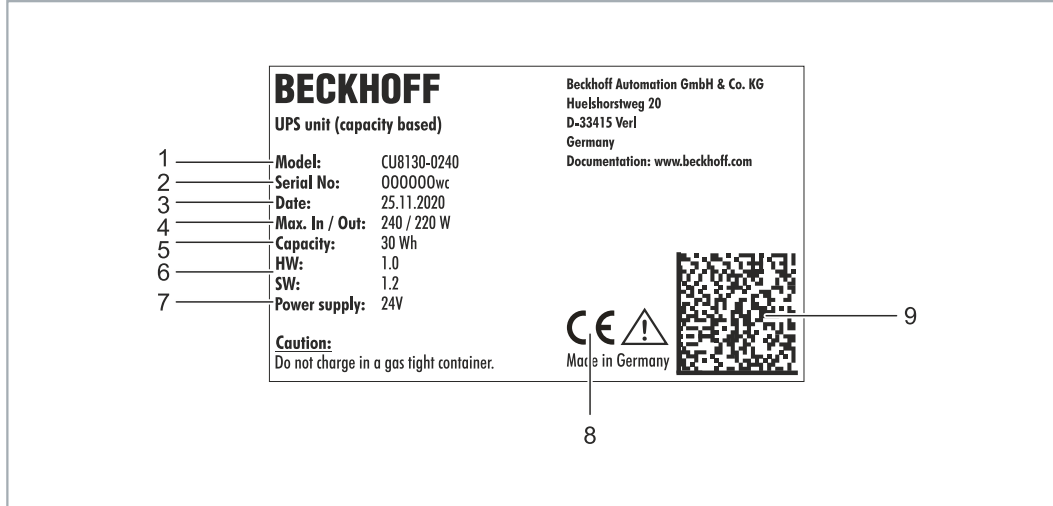 BECKHOFF
UPS unit (capacity based)
Beckhoff Automation GmbH & Co. KG
Huelshorstweg 20
D-33415 Verl
Germany
Documentation: www.beckhoff.com
1 Model: CU8130-0240
2 Serial No: 000000wc
3 Date: 25.11.2020
4 Max. In / Out: 240 / 220 W
5 Capacity: 30 Wh
6 HW: 1.0
SW: 1.2
7 Power supply: 24V
Caution:
Do not charge in a gas tight container.
CE
Made in Germany
8
9